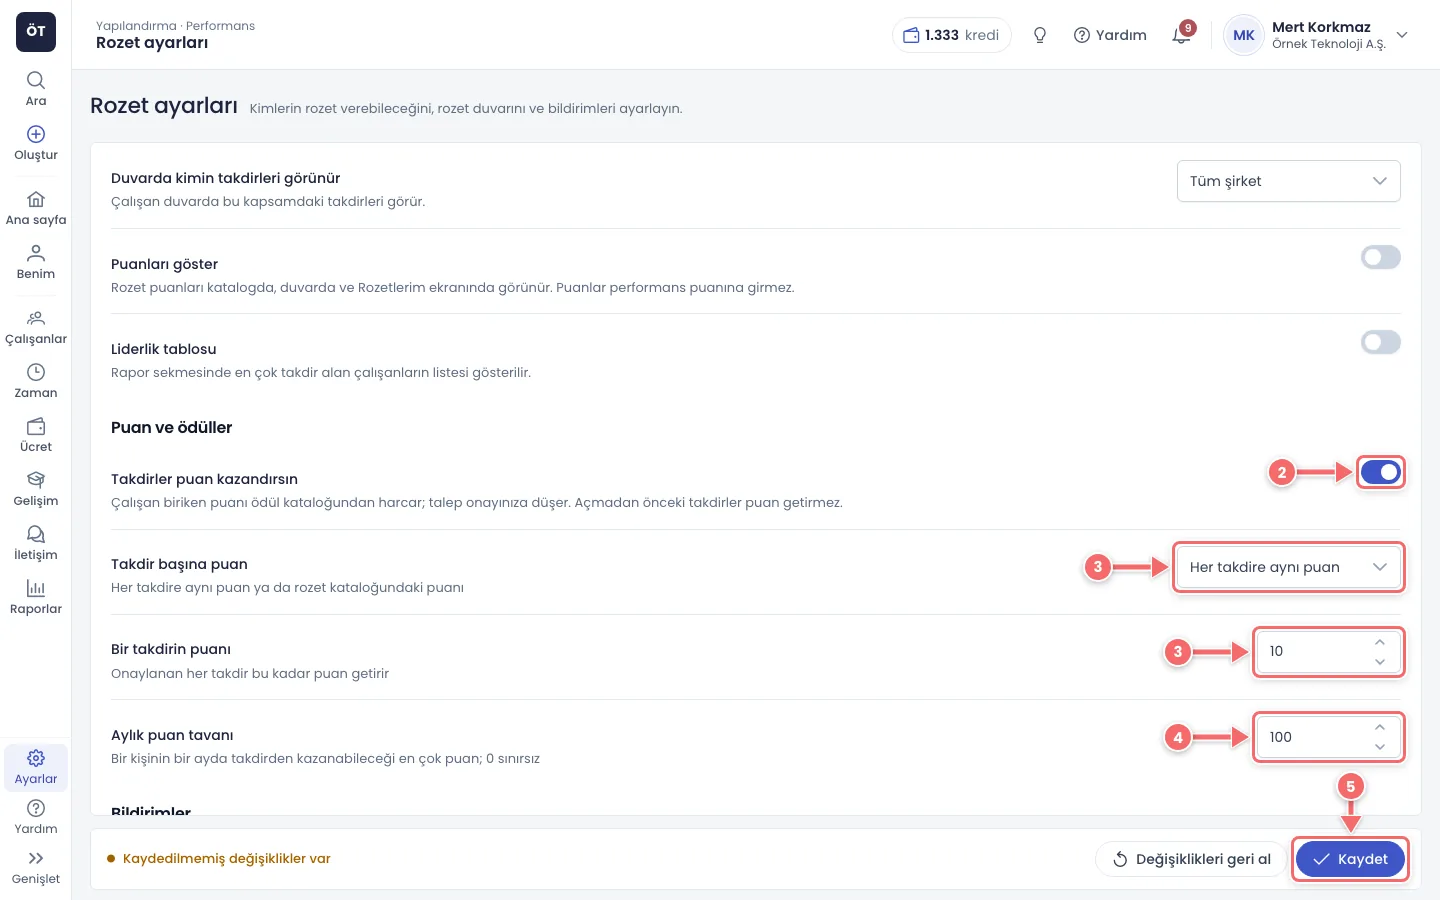 ÖT
Ara
Oluştur
Ana sayfa
Benim
Çalışanlar
Zaman
Ücret
Gelişim
İletişim
Raporlar
Ayarlar
Yardım
Genişlet
Yapılandırma · Performans
Rozet ayarları
1.333 kredi
Yardım
9
MK
Mert Korkmaz
Örnek Teknoloji A.Ş.
Rozet ayarları
Kimlerin rozet verebileceğini, rozet duvarını ve bildirimleri ayarlayın.
Duvarda kimin takdirleri görünür
Çalışan duvarda bu kapsamdaki takdirleri görür.
Tüm şirket
Puanları göster
Rozet puanları katalogda, duvarda ve Rozetlerim ekranında görünür. Puanlar performans puanına girmez.
Liderlik tablosu
Rapor sekmesinde en çok takdir alan çalışanların listesi gösterilir.
Puan ve ödüller
Takdirler puan kazandırsın
Çalışan biriken puanı ödül kataloğundan harcar; talep onayınıza düşer. Açmadan önceki takdirler puan getirmez.
2
Takdir başına puan
Her takdire aynı puan ya da rozet kataloğundaki puanı
3
Her takdire aynı puan
Bir takdirin puanı
Onaylanan her takdir bu kadar puan getirir
3
10
Aylık puan tavanı
Bir kişinin bir ayda takdirden kazanabileceği en çok puan; 0 sınırsız
4
100
Bildirimler
5
Kaydedilmemiş değişiklikler var
Değişiklikleri geri al
Kaydet